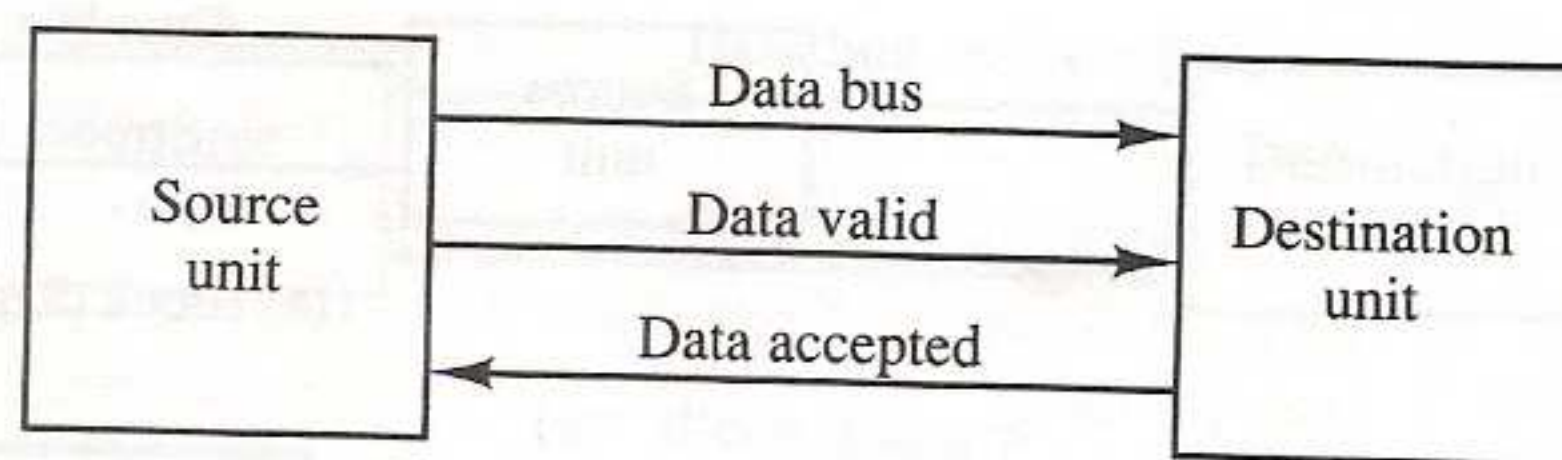 Source
unit
Data bus
Data valid
Data accepted
Destination
unit